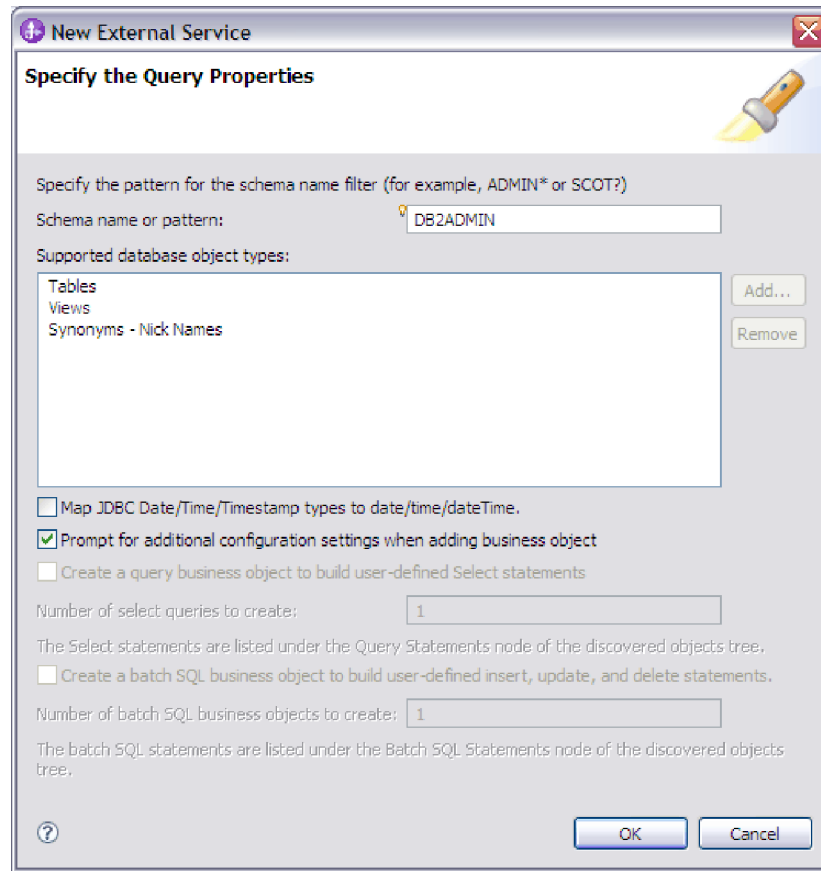 New External Service
Specify the Query Properties
Specify the pattern for the schema name filter (for example, ADMIN* or SCOT?)
Schema name or pattern:
DB2ADMIN
Supported database object types:
Tables
Views
Synonyms - Nick Names
Add...
Remove
Map JDBC Date/Time/Timestamp types to date/time/dateTime.
Prompt for additional configuration settings when adding business object
Create a query business object to build user-defined Select statements
Number of select queries to create:
1
The Select statements are listed under the Query Statements node of the discovered objects tree.
Create a batch SQL business object to build user-defined insert, update, and delete statements.
Number of batch SQL business objects to create:
1
The batch SQL statements are listed under the Batch SQL Statements node of the discovered objects
tree.
?
OK
Cancel